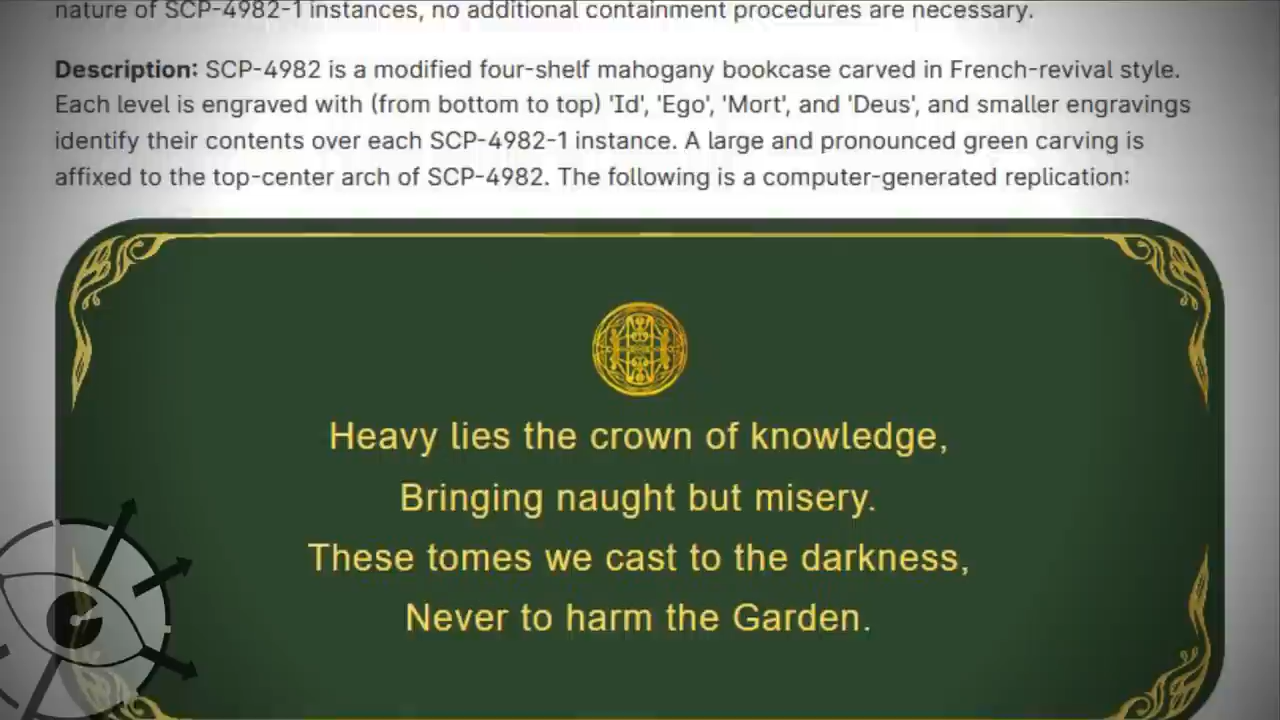 nature of SCP-4982-1 instances, no additional containment procedures are necessary.
Description: SCP-4982 is a modified four-shelf mahogany bookcase carved in French-revival style.
Each level is engraved with (from bottom to top) 'Id', 'Ego', 'Mort', and 'Deus', and smaller engravings
identify their contents over each SCP-4982-1 instance. A large and pronounced green carving is
affixed to the top-center arch of SCP-4982. The following is a computer-generated replication:
Heavy lies the crown of knowledge,
Bringing naught but misery.
These tomes we cast to the darkness,
Never to harm the Garden.